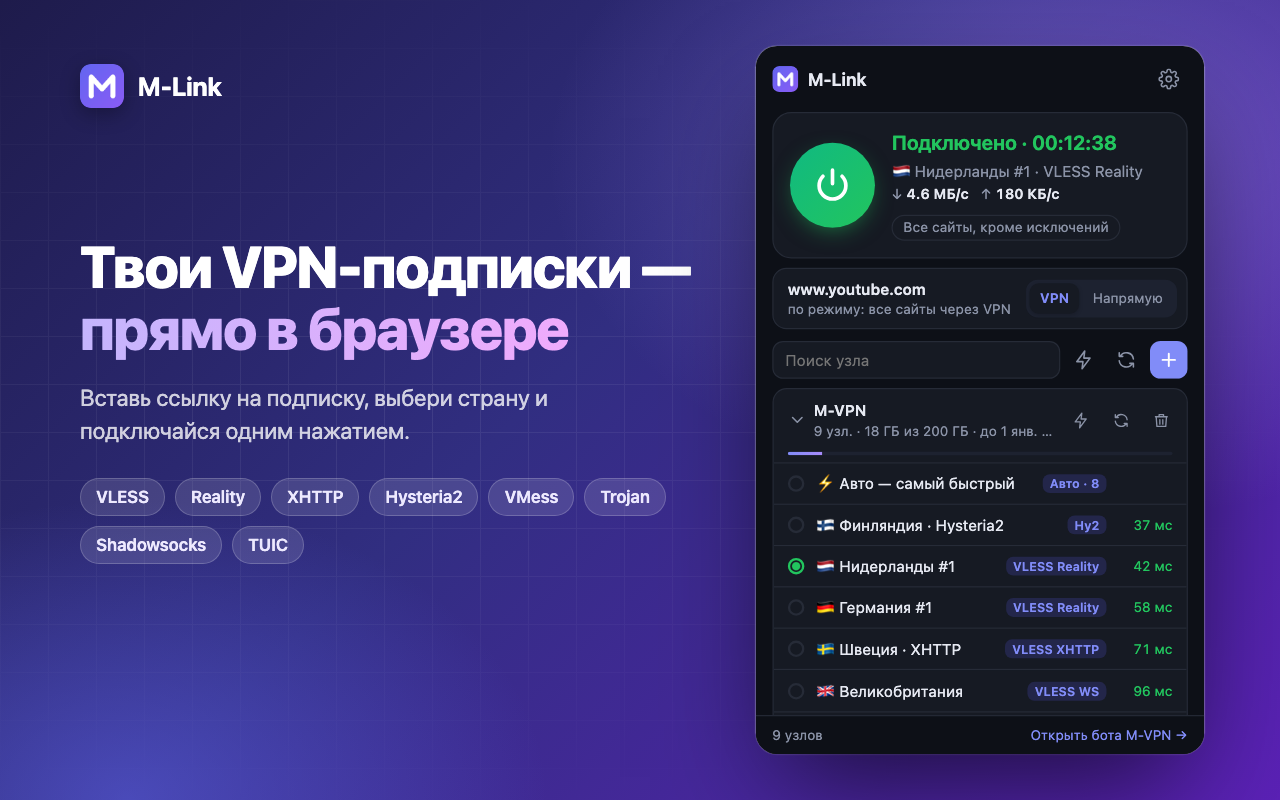 M-Link
Твои VPN-подписки —
прямо в браузере
Вставь ссылку на подписку, выбери страну и
подключайся одним нажатием.
VLESS Reality XHTTP Hysteria2 VMess Trojan
Shadowsocks TUIC
M-Link
Подключено · 00:12:38
🇳🇱 Нидерланды #1 · VLESS Reality
↓ 4.6 МБ/с ↑ 180 КБ/с
Все сайты, кроме исключений
www.youtube.com
по режиму: все сайты через VPN
VPN Напрямую
Поиск узла
M-VPN
9 узл. · 18 ГБ из 200 ГБ · до 1 янв. ...
⚡ Авто — самый быстрый Авто · 8
🇫🇮 Финляндия · Hysteria2 Hy2 37 мс
🇳🇱 Нидерланды #1 VLESS Reality 42 мс
🇩🇪 Германия #1 VLESS Reality 58 мс
🇸🇪 Швеция · XHTTP VLESS XHTTP 71 мс
🇬🇧 Великобритания VLESS WS 96 мс
9 узлов Открыть бота M-VPN →